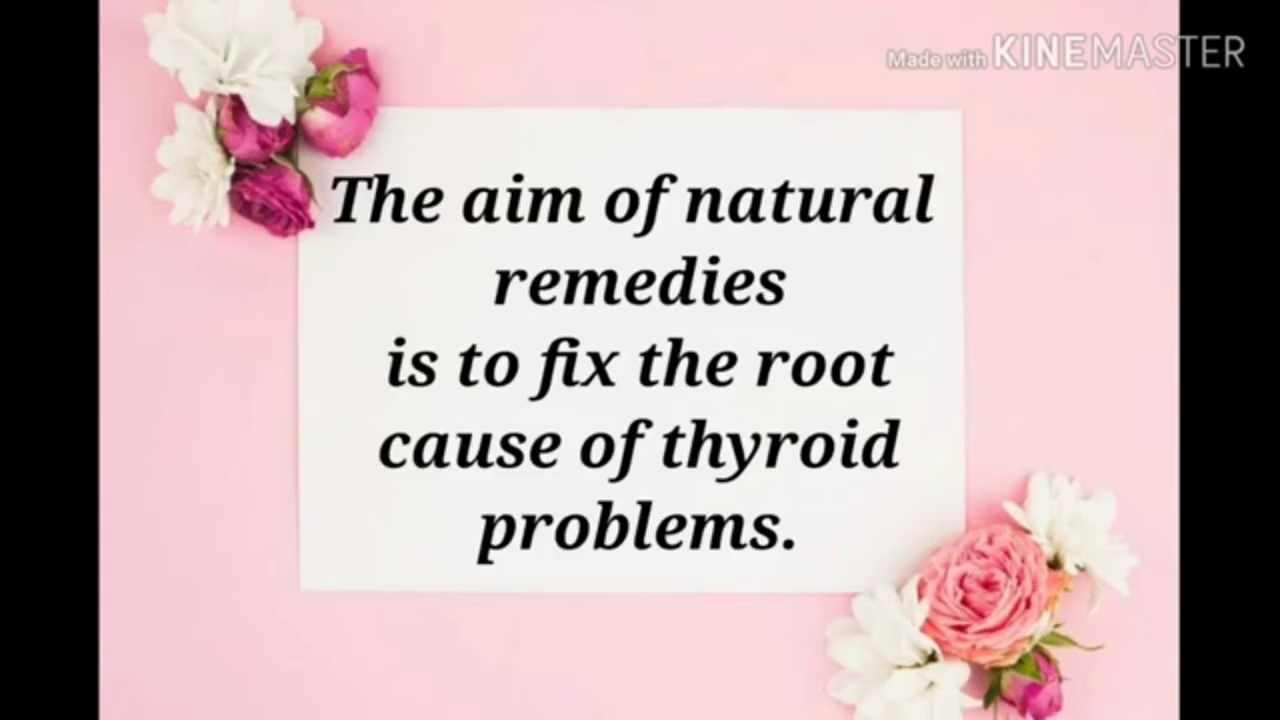 Made with KINEMASTER
The aim of natural
remedies
is to fix the root
cause of thyroid
problems.